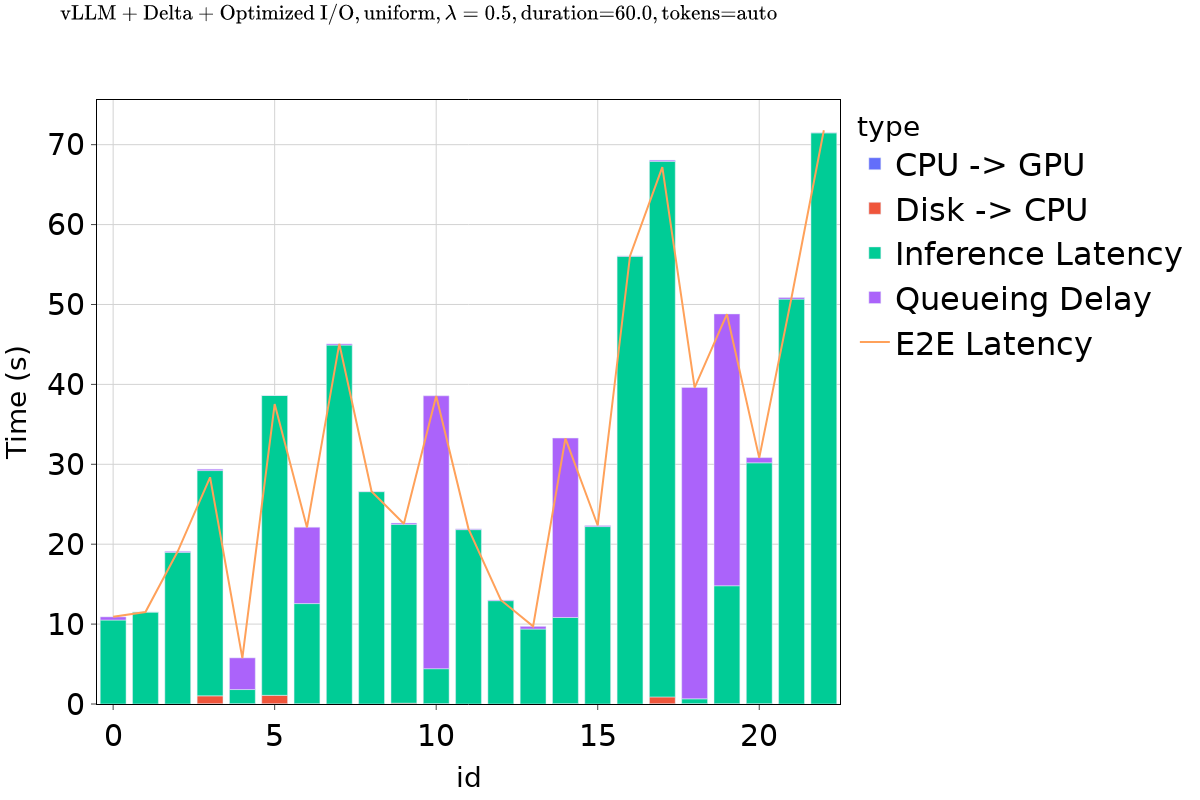 vLLM + Delta + Optimized I/O, uniform, λ = 0.5, duration=60.0, tokens=auto
type
CPU -> GPU
Disk -> CPU
Inference Latency
Queueing Delay
E2E Latency
Time (s)
70
60
50
40
30
20
10
0
0 5 10 15 20
id